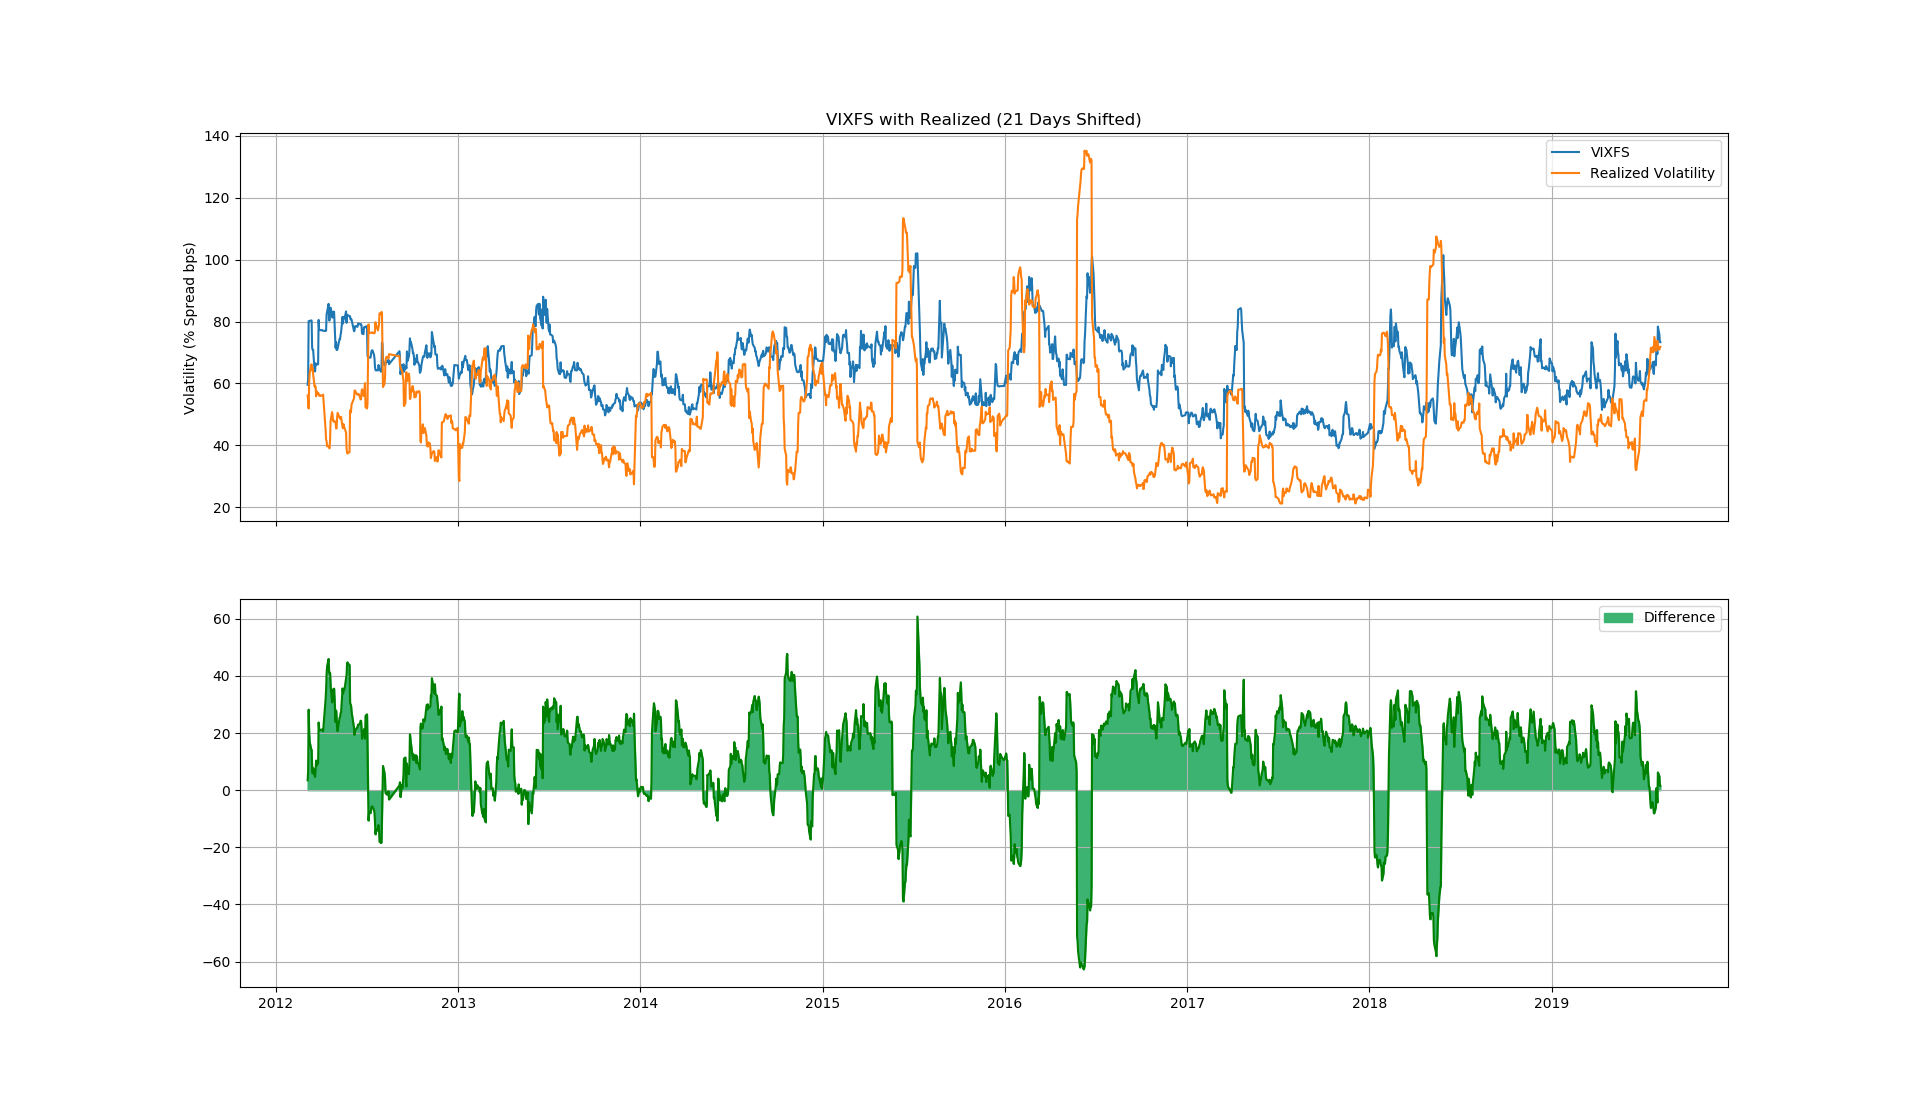 VIXFS with Realized (21 Days Shifted)
Volatility (% Spread bps)
140
120
100
80
60
40
20
VIXFS
Realized Volatility
60
40
20
0
−20
−40
−60
Difference
2012 2013 2014 2015 2016 2017 2018 2019